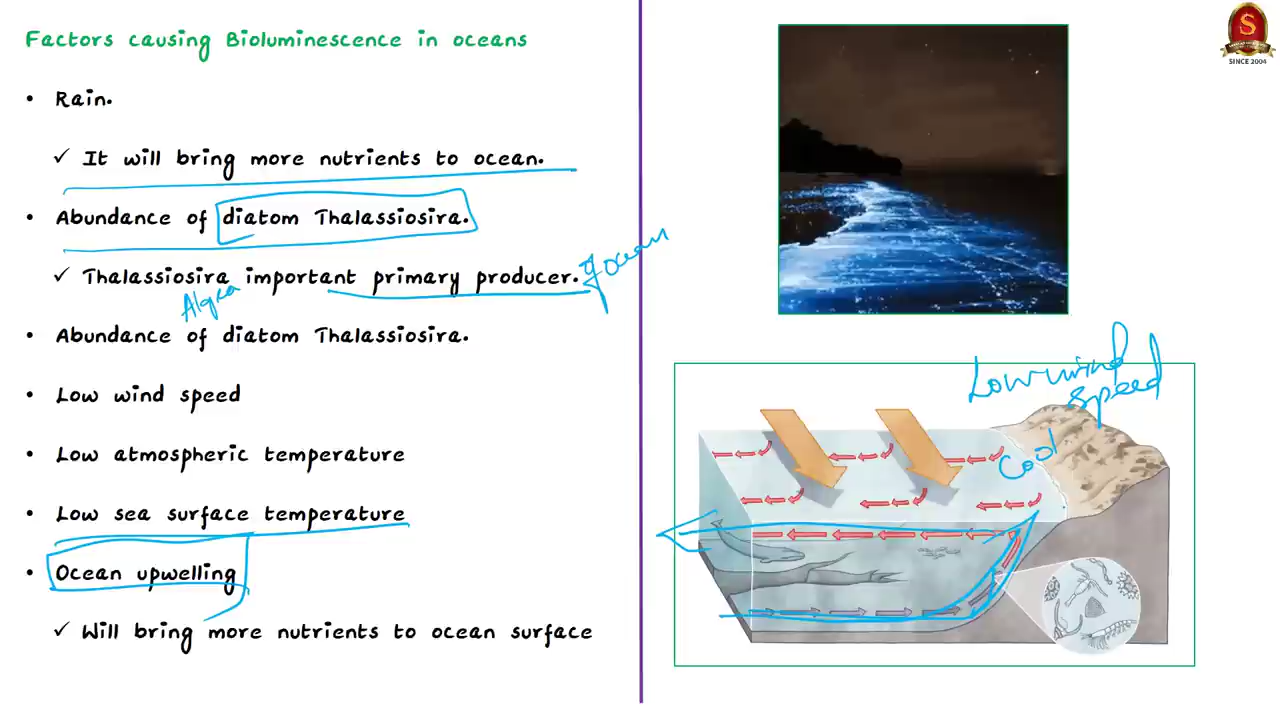 Factors causing Bioluminescence in oceans
• Rain.
✓ It will bring more nutrients to ocean.
• Abundance of diatom Thalassiosira.
✓ Thalassiosira important primary producer. of ocean
Algea
• Abundance of diatom Thalassiosira.
• Low wind speed
• Low atmospheric temperature
• Low sea surface temperature
• Ocean upwelling
✓ Will bring more nutrients to ocean surface
S
SINCE 2004
Low wind
speed
Cool